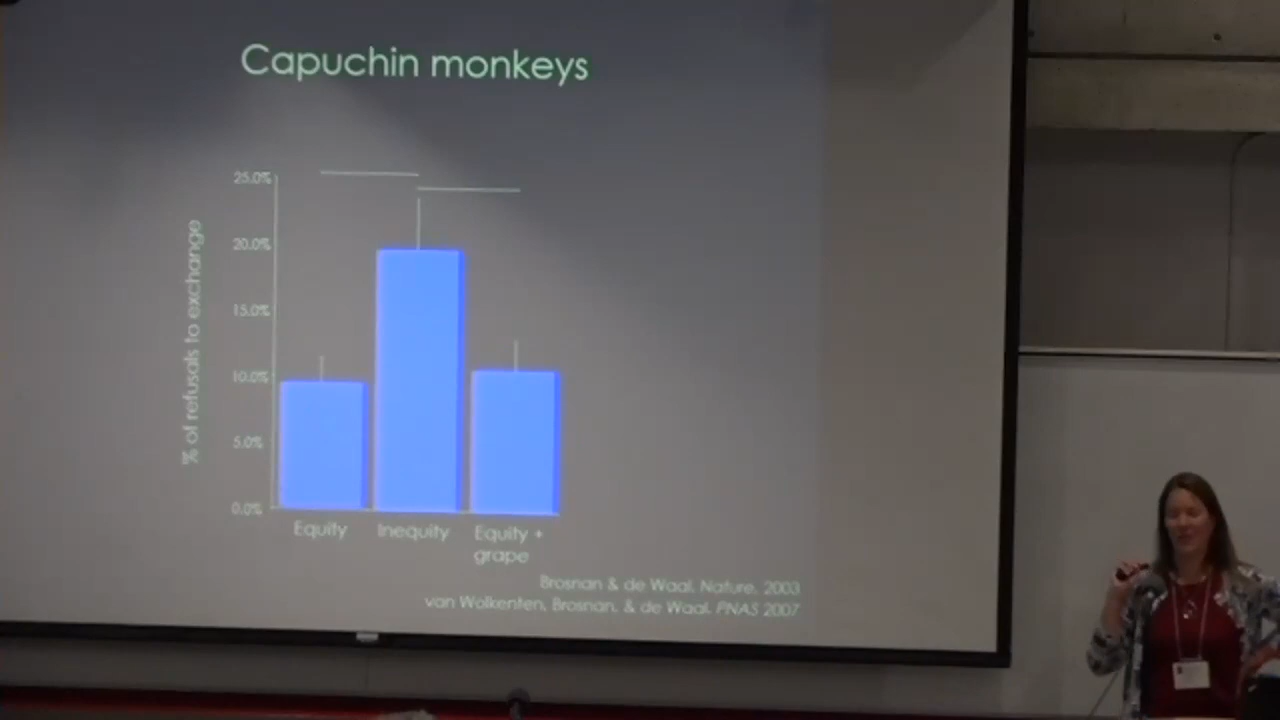 Capuchin monkeys
25.0%
20.0%
15.0%
10.0%
5.0%
0.0%
% of refusals to exchange
Equity
Inequity
Equity +
grape
Brosnan & de Waal, Nature, 2003
van Wolkenten, Brosnan, & de Waal, PNAS 2007